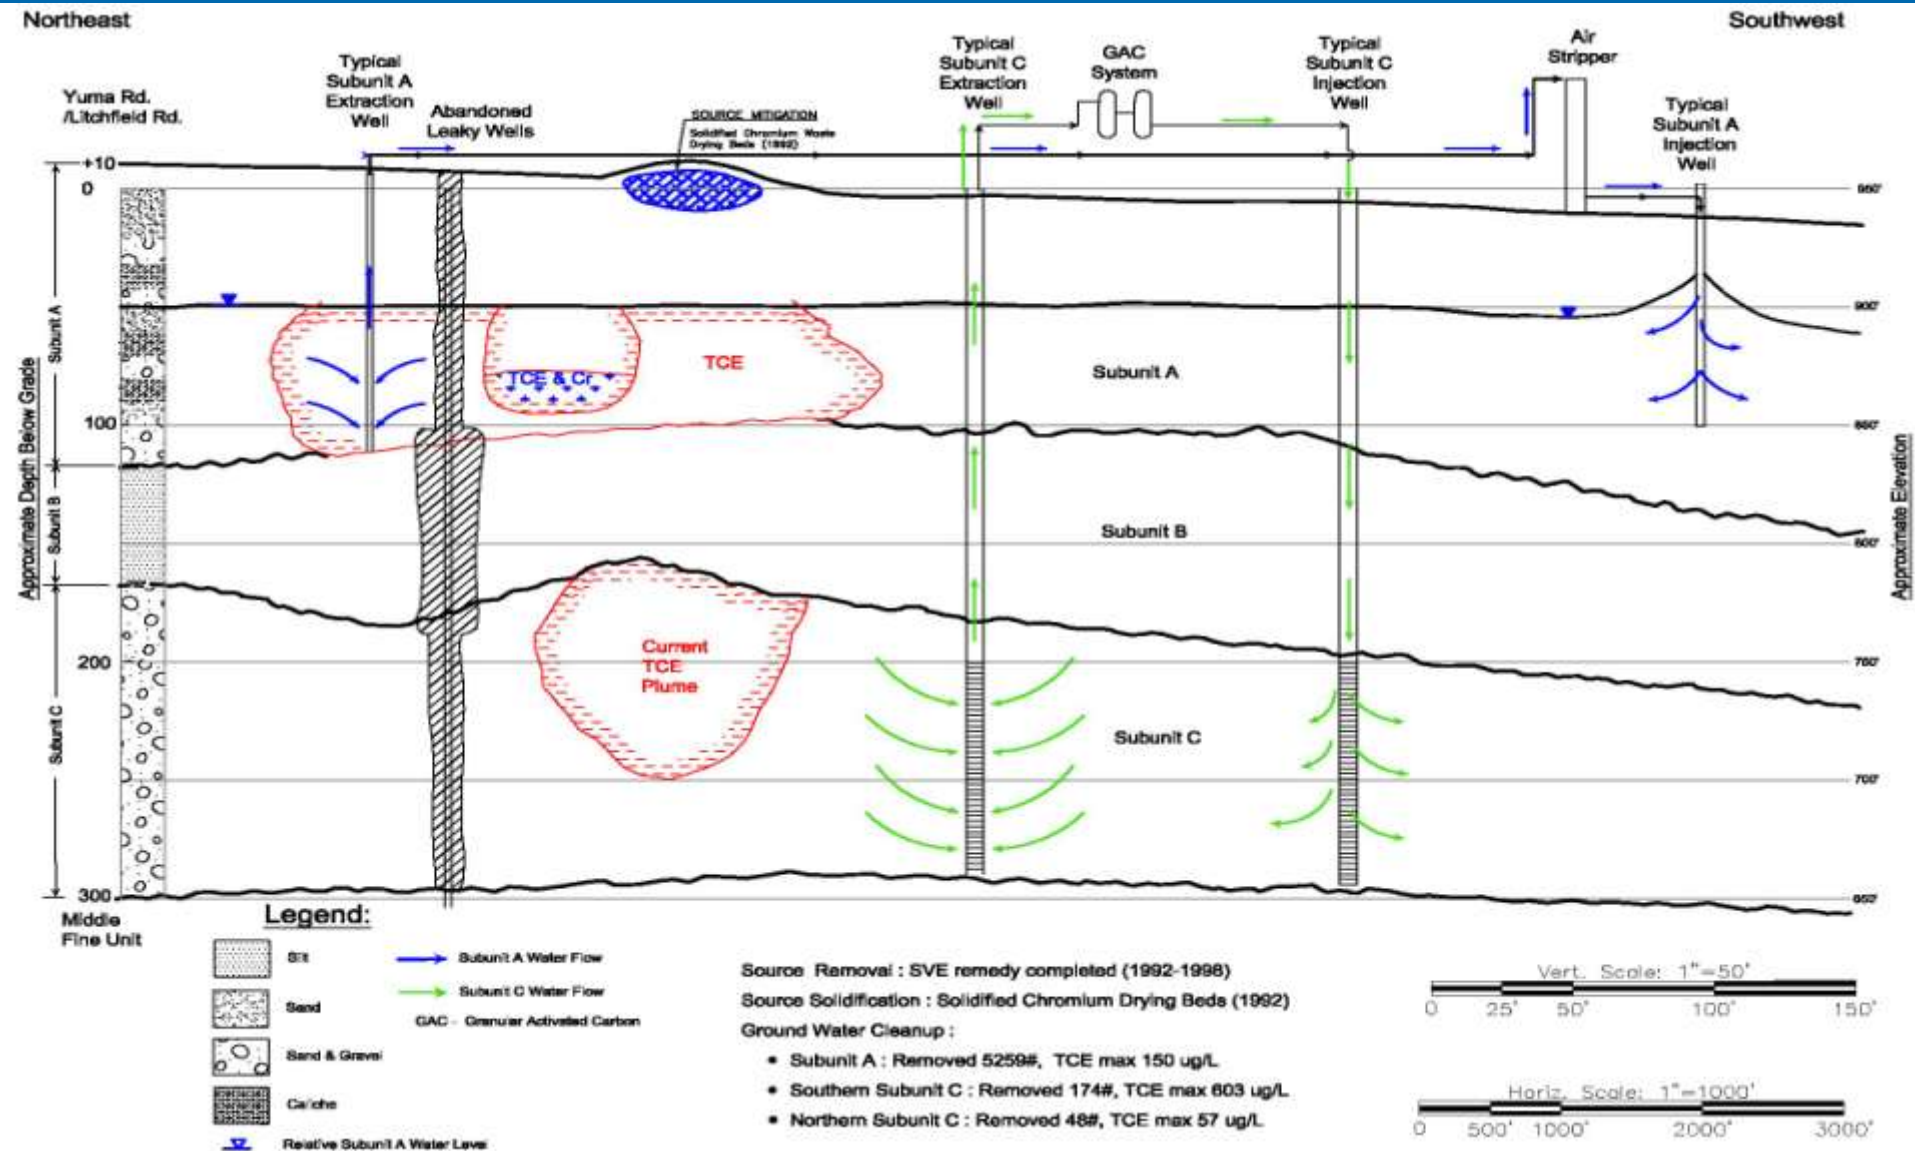 Northeast
Southwest
Yuma Rd.
/Litchfield Rd.
Typical
Subunit A
Extraction
Well
Abandoned
Leaky Wells
SOURCE MITIGATION
Solidified Chromium Waste
Drying Beds (1992)
Typical
Subunit C
Extraction
Well
GAC
System
Typical
Subunit C
Injection
Well
Air
Stripper
Typical
Subunit A
Injection
Well
+10
0
100
200
300
950'
900'
850'
800'
750'
700'
650'
Approximate Depth Below Grade
Subunit A
Subunit B
Subunit C
Approximate Elevation
TCE & Cr
TCE
Subunit A
Subunit B
Current
TCE
Plume
Subunit C
Middle
Fine Unit
Legend:
Silt
Sand
Sand & Gravel
Caliche
Relative Subunit A Water Level
Subunit A Water Flow
Subunit C Water Flow
GAC - Granular Activated Carbon
Source Removal : SVE remedy completed (1992-1998)
Source Solidification : Solidified Chromium Drying Beds (1992)
Ground Water Cleanup :
• Subunit A : Removed 5259#, TCE max 150 ug/L
• Southern Subunit C : Removed 174#, TCE max 603 ug/L
• Northern Subunit C : Removed 48#, TCE max 57 ug/L
Vert. Scale: 1"=50'
0 25' 50' 100' 150'
Horiz. Scale: 1"=1000'
0 500' 1000' 2000' 3000'